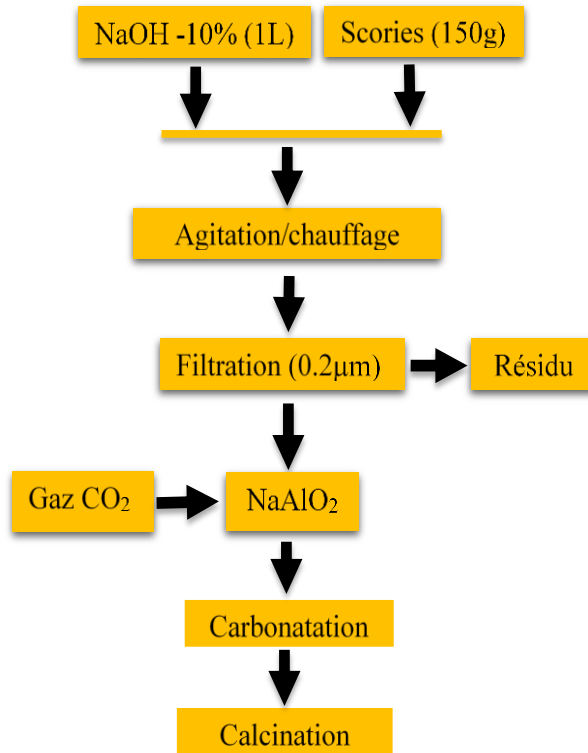 NaOH -10% (1L)
Scories (150g)
Agitation/chauffage
Filtration (0.2µm)
Résidu
Gaz CO₂
NaAlO₂
Carbonatation
Calcination